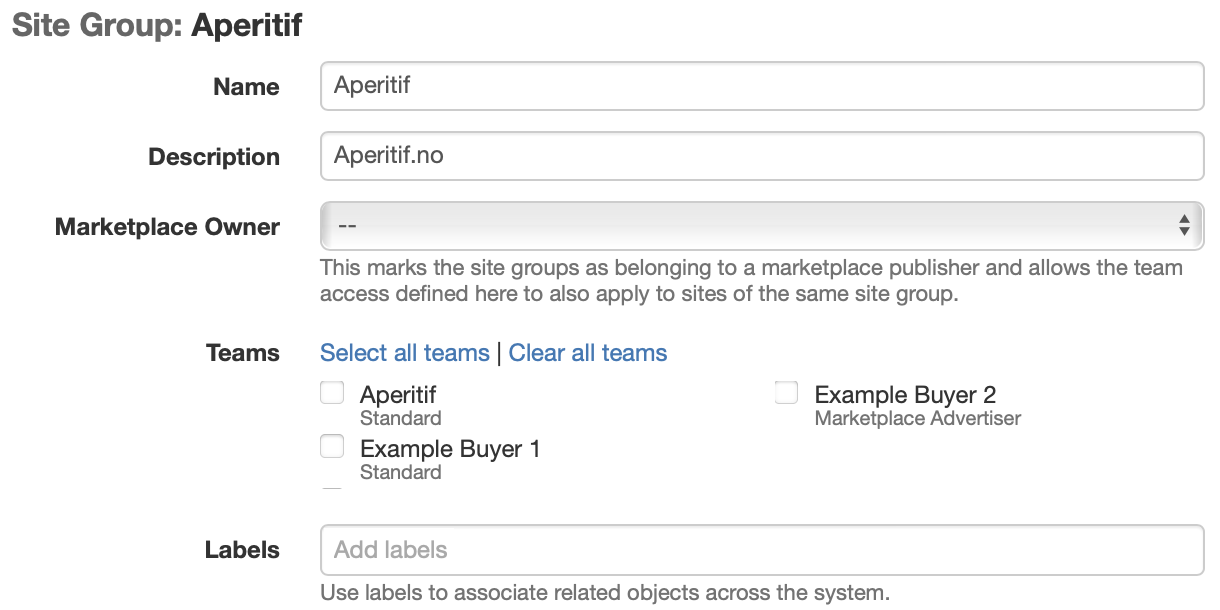 Site Group: Aperitif
Name
Aperitif
Description
Aperitif.no
Marketplace Owner
--
This marks the site groups as belonging to a marketplace publisher and allows the team
access defined here to also apply to sites of the same site group.
Teams
Select all teams | Clear all teams
Aperitif
Standard
Example Buyer 2
Marketplace Advertiser
Example Buyer 1
Standard
Labels
Add labels
Use labels to associate related objects across the system.